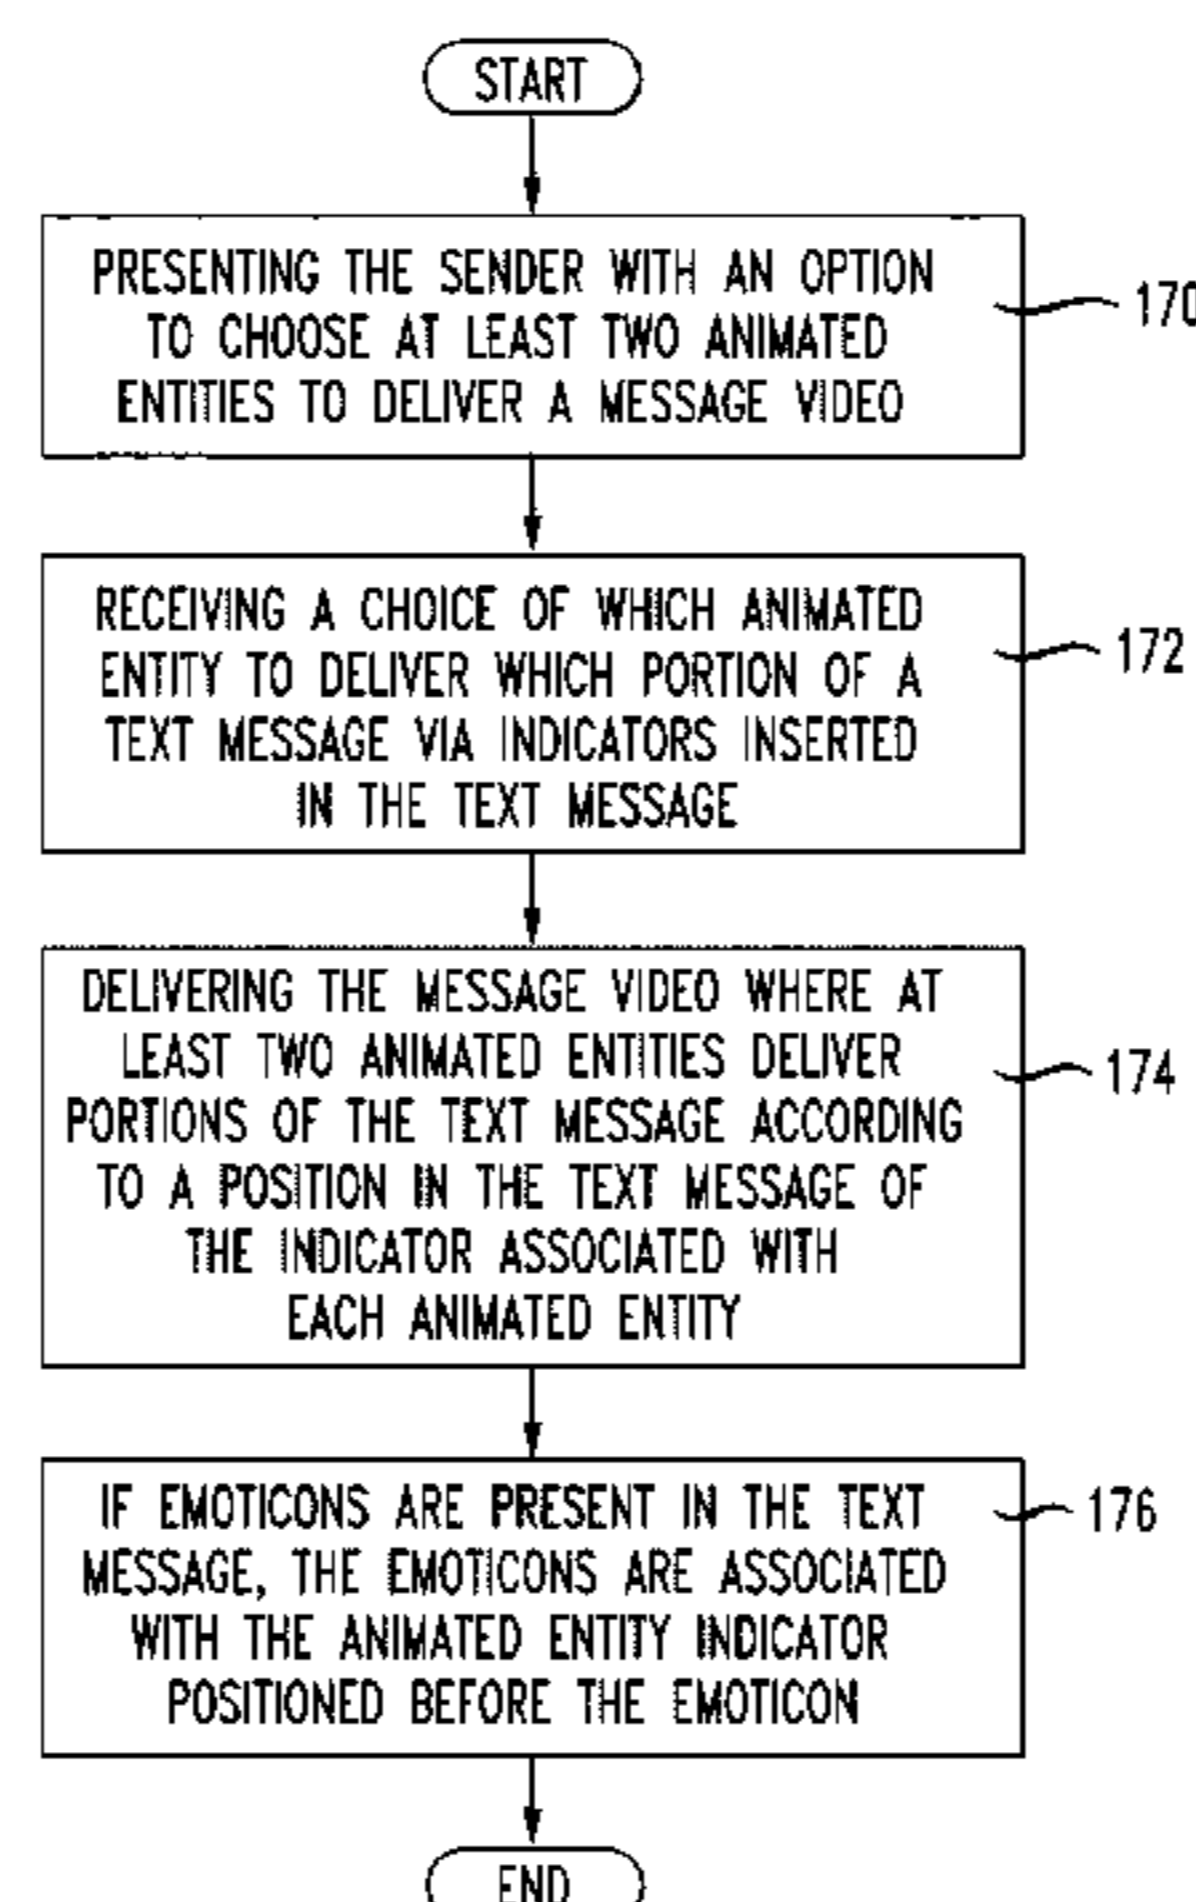 START
PRESENTING THE SENDER WITH AN OPTION
TO CHOOSE AT LEAST TWO ANIMATED
ENTITIES TO DELIVER A MESSAGE VIDEO
170
RECEIVING A CHOICE OF WHICH ANIMATED
ENTITY TO DELIVER WHICH PORTION OF A
TEXT MESSAGE VIA INDICATORS INSERTED
IN THE TEXT MESSAGE
172
DELIVERING THE MESSAGE VIDEO WHERE AT
LEAST TWO ANIMATED ENTITIES DELIVER
PORTIONS OF THE TEXT MESSAGE ACCORDING
TO A POSITION IN THE TEXT MESSAGE OF
THE INDICATOR ASSOCIATED WITH
EACH ANIMATED ENTITY
174
IF EMOTICONS ARE PRESENT IN THE TEXT
MESSAGE, THE EMOTICONS ARE ASSOCIATED
WITH THE ANIMATED ENTITY INDICATOR
POSITIONED BEFORE THE EMOTICON
176
END